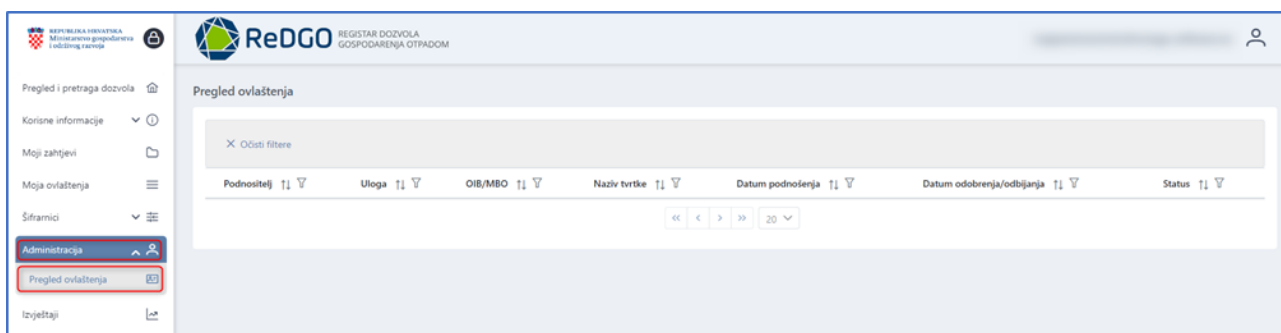 REPUBLIKA HRVATSKA
Ministarstvo gospodarstva
i održivog razvoja
ReDGO
REGISTAR DOZVOLA
GOSPODARENJA OTPADOM
Pregled i pretraga dozvola
Korisne informacije
Moji zahtjevi
Moja ovlaštenja
Šifrarnici
Administracija
Pregled ovlaštenja
Izvještaji
Pregled ovlaštenja
Očisti filtere
Podnositelj Uloga OIB/MBO Naziv tvrtke Datum podnošenja Datum odobrenja/odbijanja Status
20